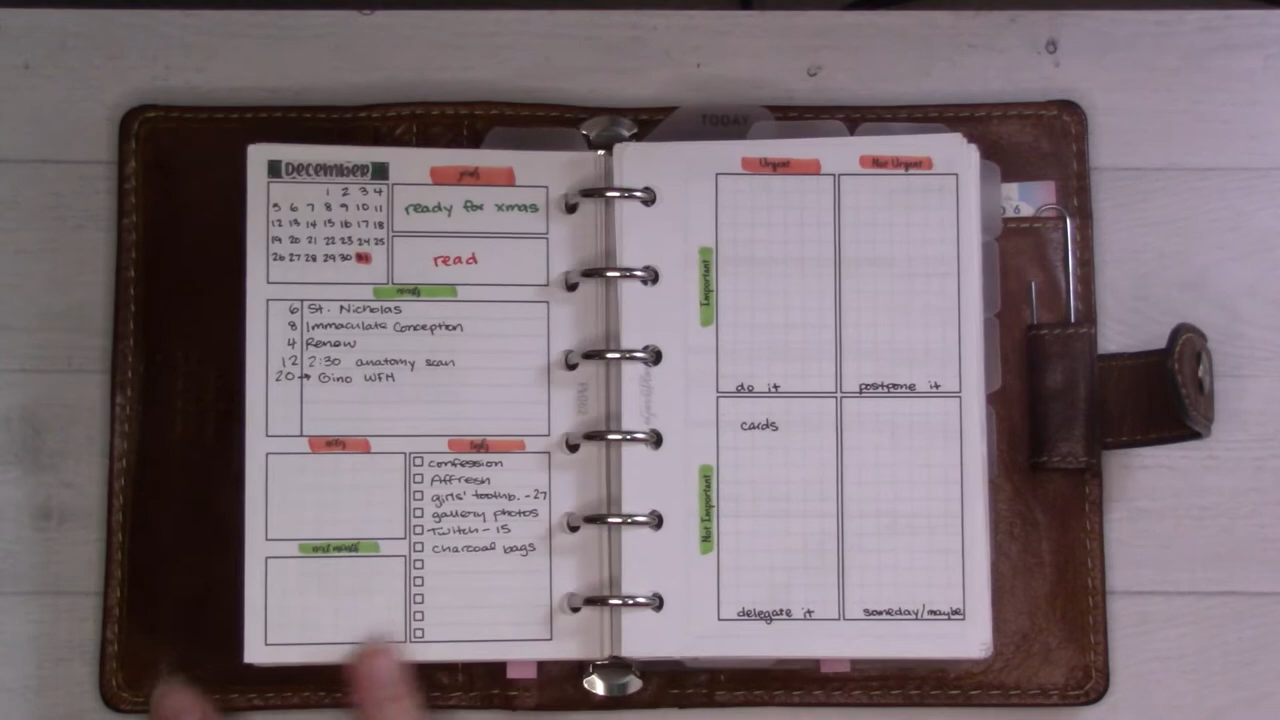 TODAY
December
goals
1 2 3 4
5 6 7 8 9 10 11
12 13 14 15 16 17 18
19 20 21 22 23 24 25
26 27 28 29 30 31
ready for xmas
read
6 St. Nicholas
8 Immaculate Conception
4 Renew
12 2:30 anatomy scan
20→ Gino WFH
next month
confession
Affresh
girls' toothb. -27
gallery photos
Twitch - 15
charcoal bags
Urgent
Not Urgent
Important
do it
postpone it
Not Important
cards
delegate it
someday/maybe
6